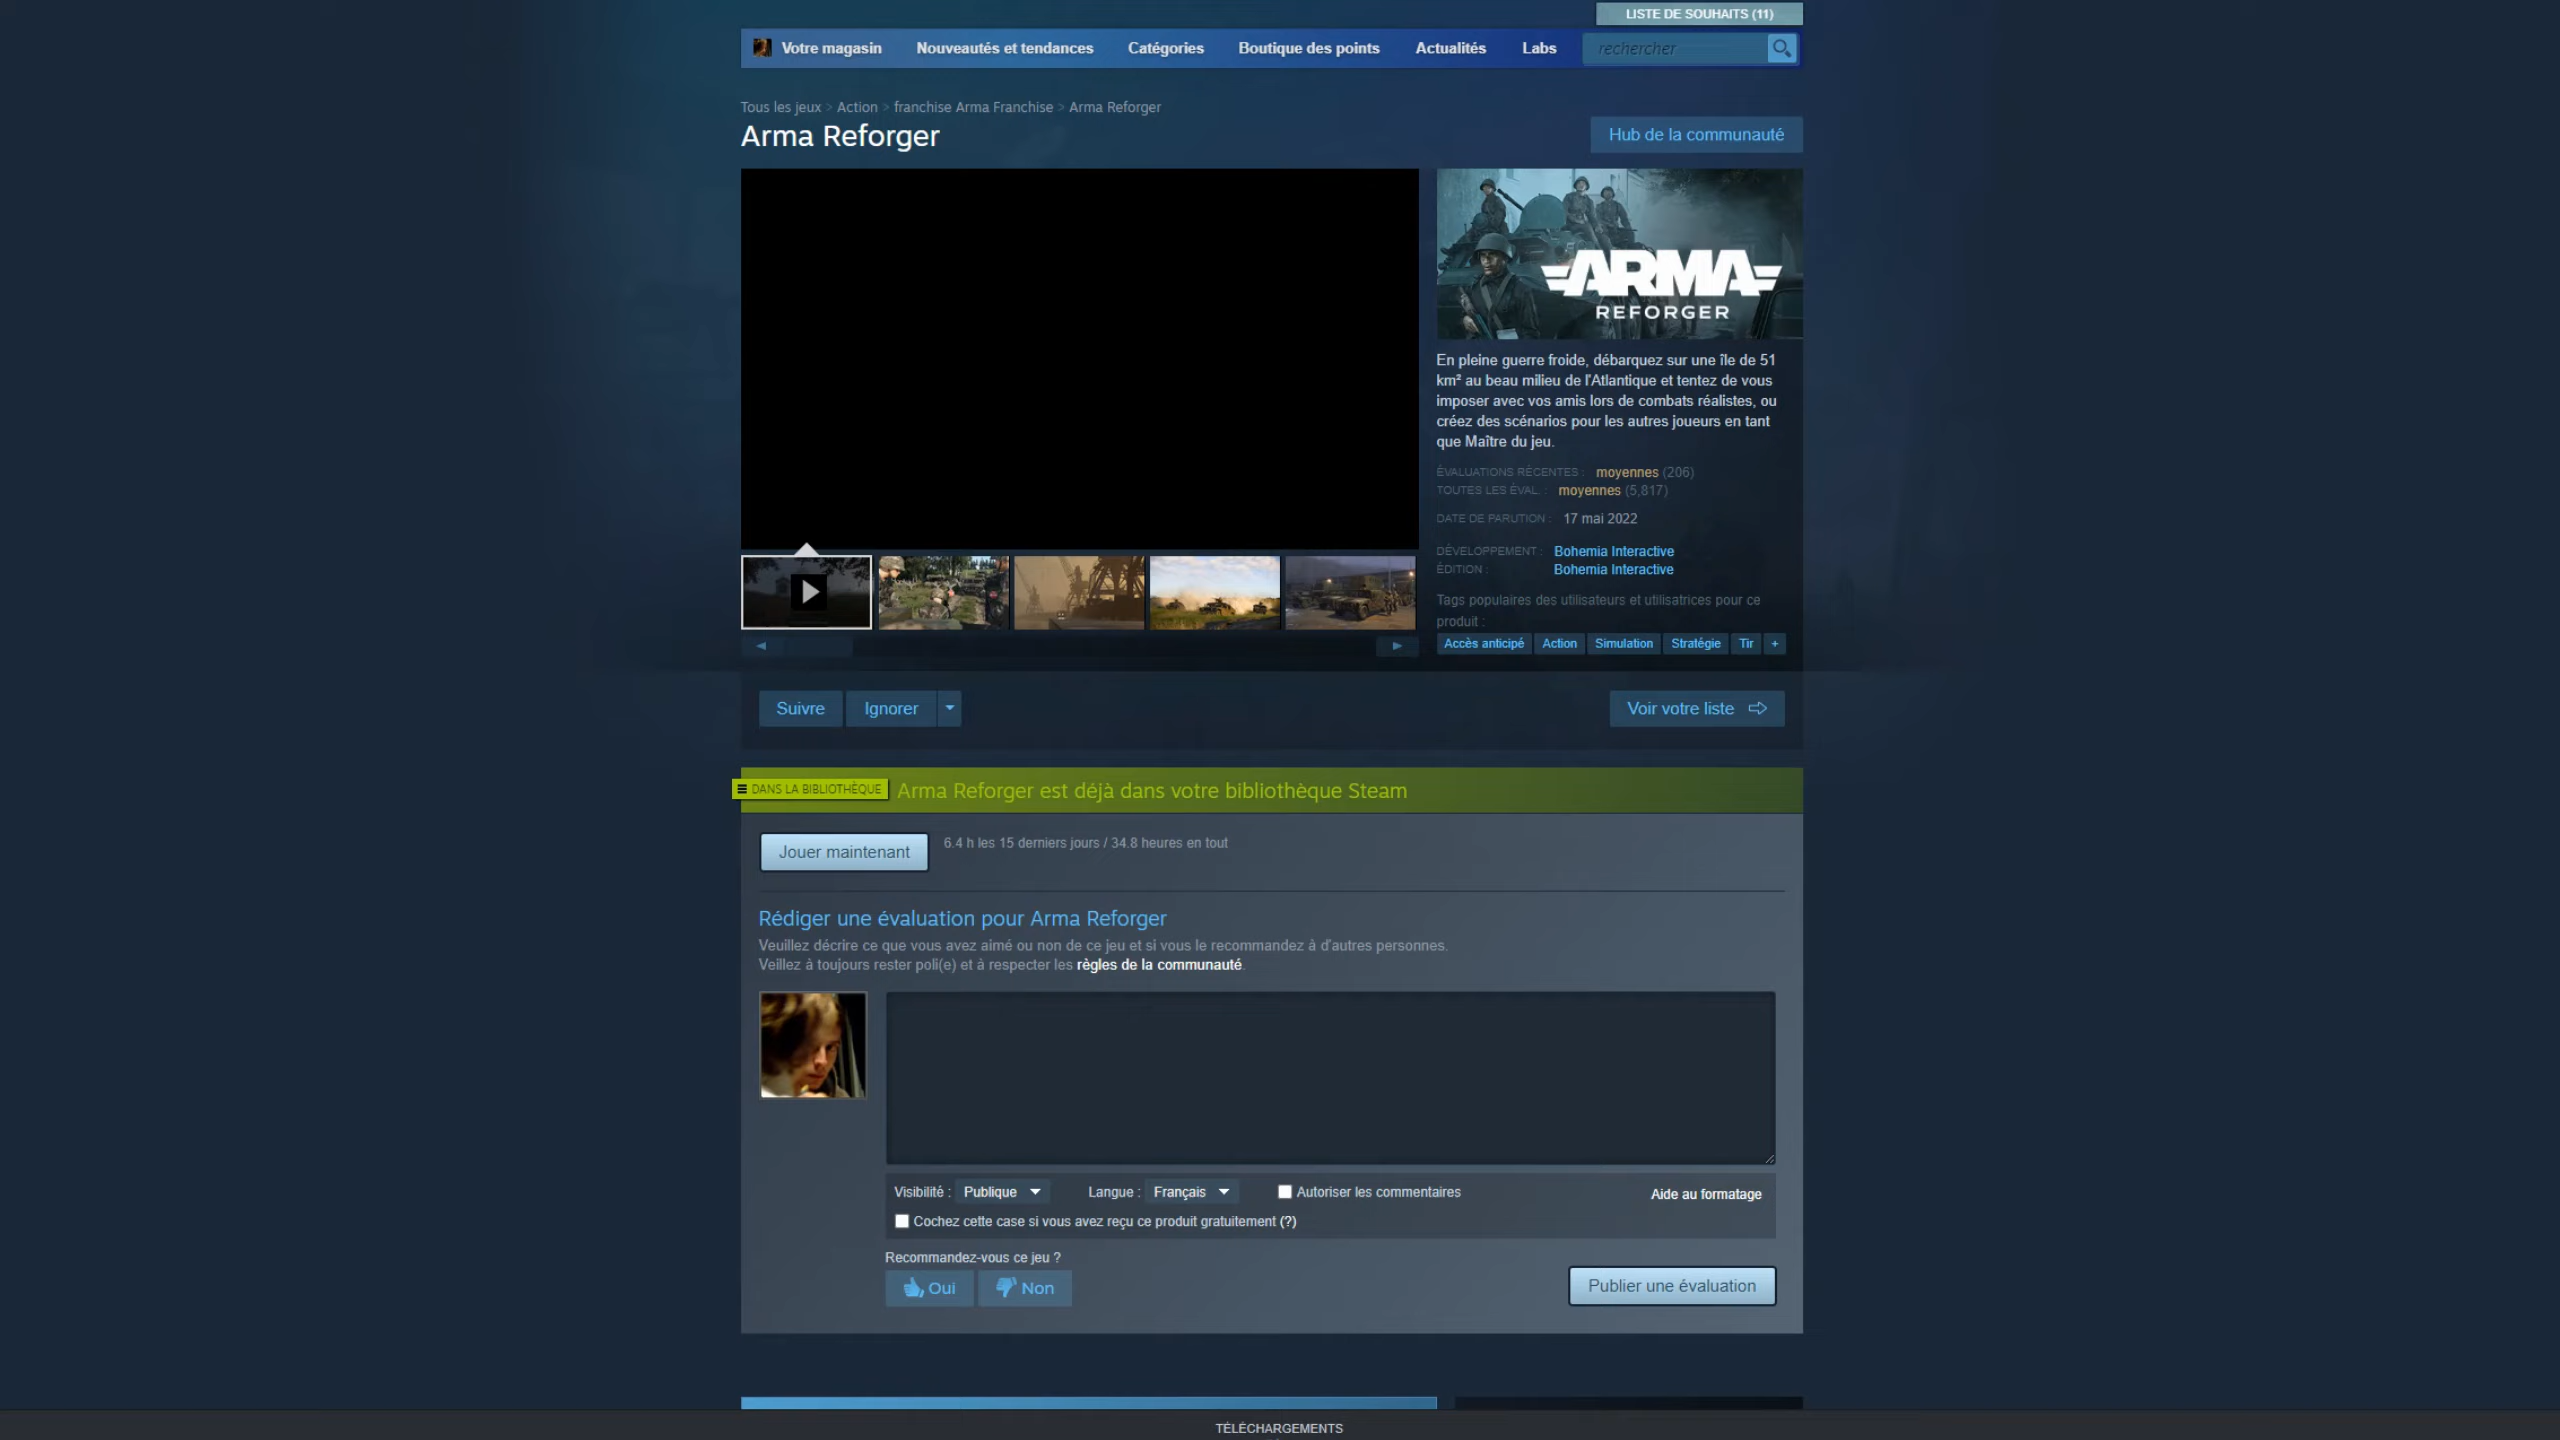 LISTE DE SOUHAITS (11)
Votre magasin Nouveautés et tendances Catégories Boutique des points Actualités Labs rechercher
Tous les jeux > Action > franchise Arma Franchise > Arma Reforger
Arma Reforger
Hub de la communauté
ARMA
REFORGER
En pleine guerre froide, débarquez sur une île de 51
km² au beau milieu de l'Atlantique et tentez de vous
imposer avec vos amis lors de combats réalistes, ou
créez des scénarios pour les autres joueurs en tant
que Maître du jeu.
ÉVALUATIONS RÉCENTES : moyennes (206)
TOUTES LES ÉVAL. : moyennes (5,817)
DATE DE PARUTION : 17 mai 2022
DÉVELOPPEMENT : Bohemia Interactive
ÉDITION : Bohemia Interactive
Tags populaires des utilisateurs et utilisatrices pour ce
produit :
Accès anticipé Action Simulation Stratégie Tir +
Suivre Ignorer Voir votre liste
DANS LA BIBLIOTHÈQUE Arma Reforger est déjà dans votre bibliothèque Steam
Jouer maintenant 6.4 h les 15 derniers jours / 34.8 heures en tout
Rédiger une évaluation pour Arma Reforger
Veuillez décrire ce que vous avez aimé ou non de ce jeu et si vous le recommandez à d'autres personnes.
Veillez à toujours rester poli(e) et à respecter les règles de la communauté.
Visibilité : Publique Langue : Français Autoriser les commentaires Aide au formatage
Cochez cette case si vous avez reçu ce produit gratuitement (?)
Recommandez-vous ce jeu ?
Oui Non Publier une évaluation
TÉLÉCHARGEMENTS